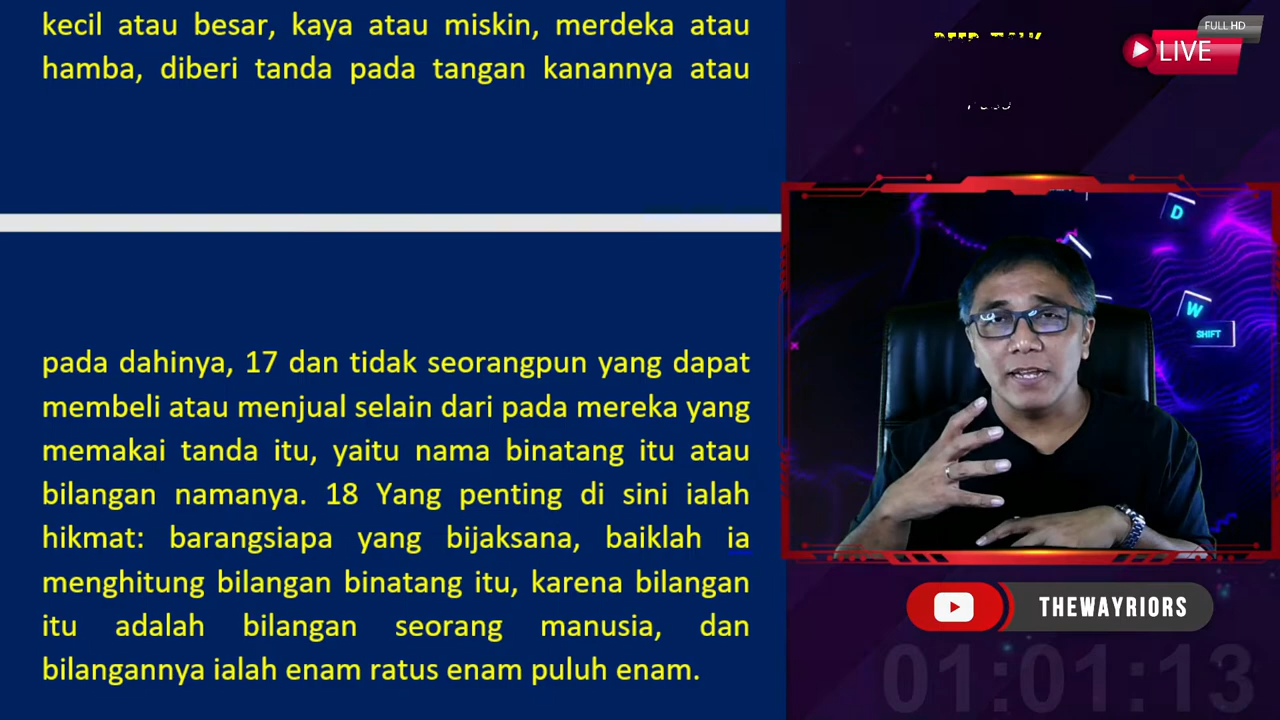 kecil atau besar, kaya atau miskin, merdeka atau
hamba, diberi tanda pada tangan kanannya atau
pada dahinya, 17 dan tidak seorangpun yang dapat
membeli atau menjual selain dari pada mereka yang
memakai tanda itu, yaitu nama binatang itu atau
bilangan namanya. 18 Yang penting di sini ialah
hikmat: barangsiapa yang bijaksana, baiklah ia
menghitung bilangan binatang itu, karena bilangan
itu adalah bilangan seorang manusia, dan
bilangannya ialah enam ratus enam puluh enam.
FULL HD
LIVE
D
W
SHIFT
THEWAYRIORS
01:01:13